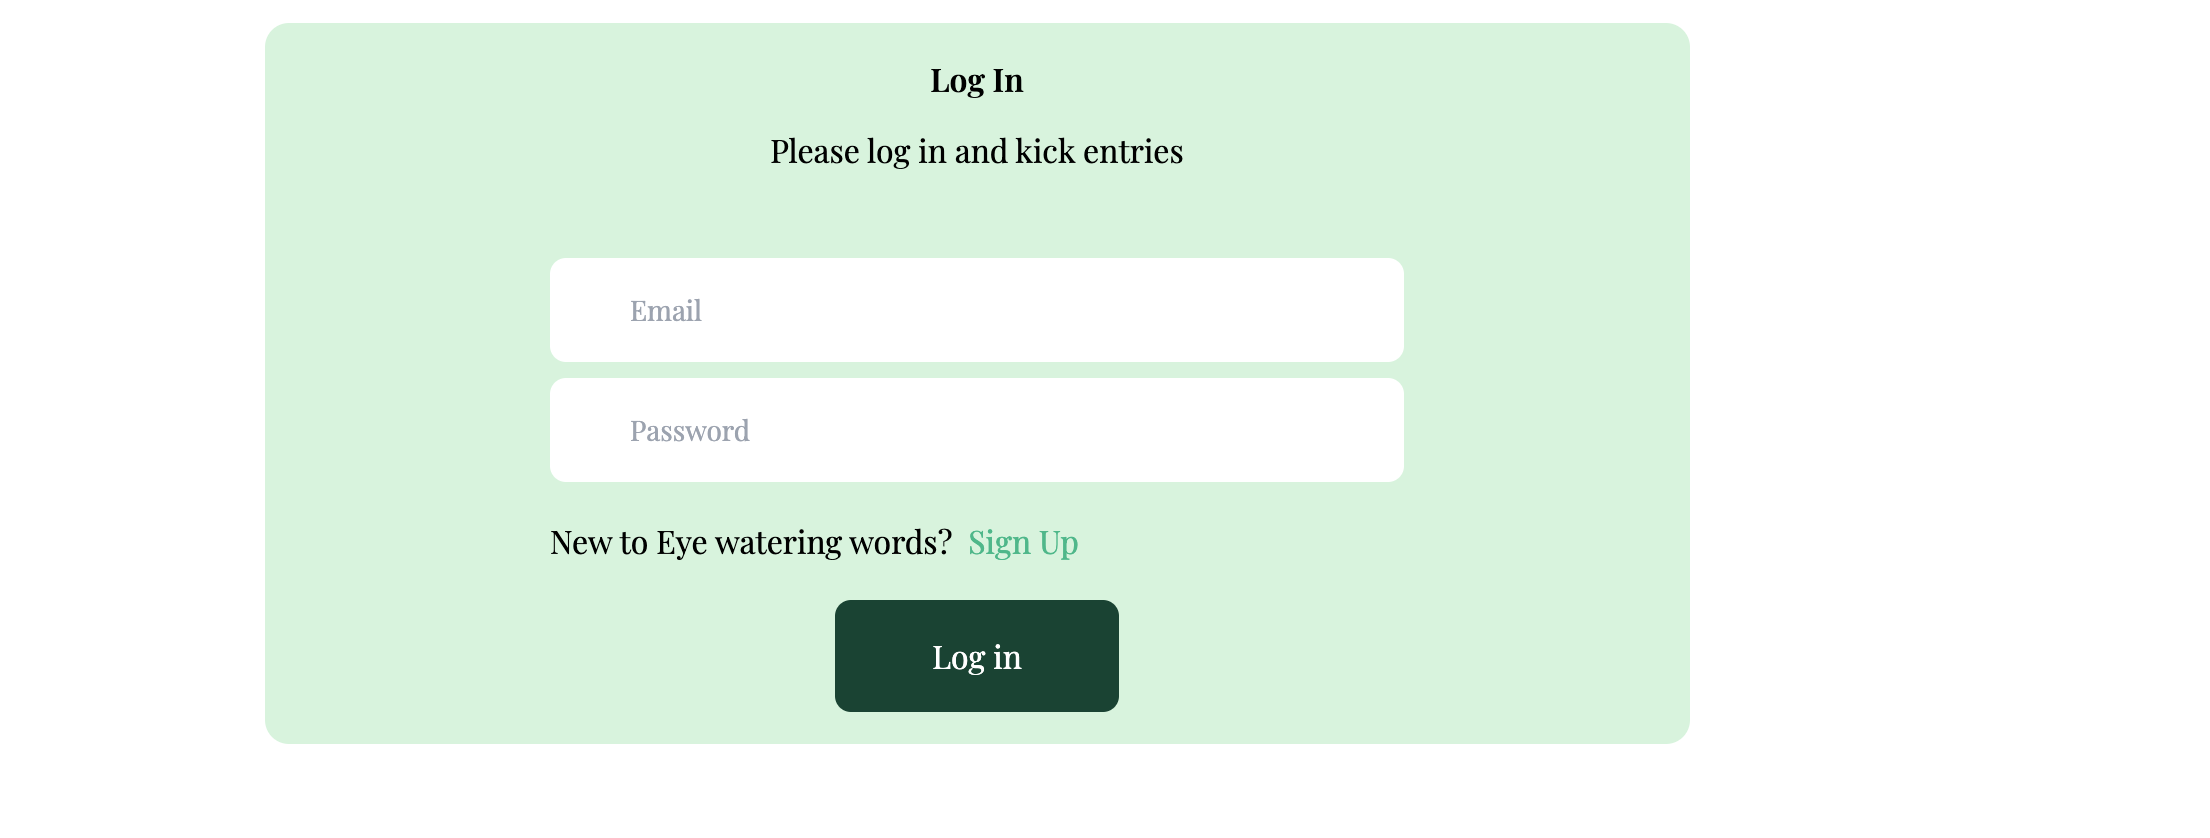 Log In
Please log in and kick entries
Email
Password
New to Eye watering words? Sign Up
Log in